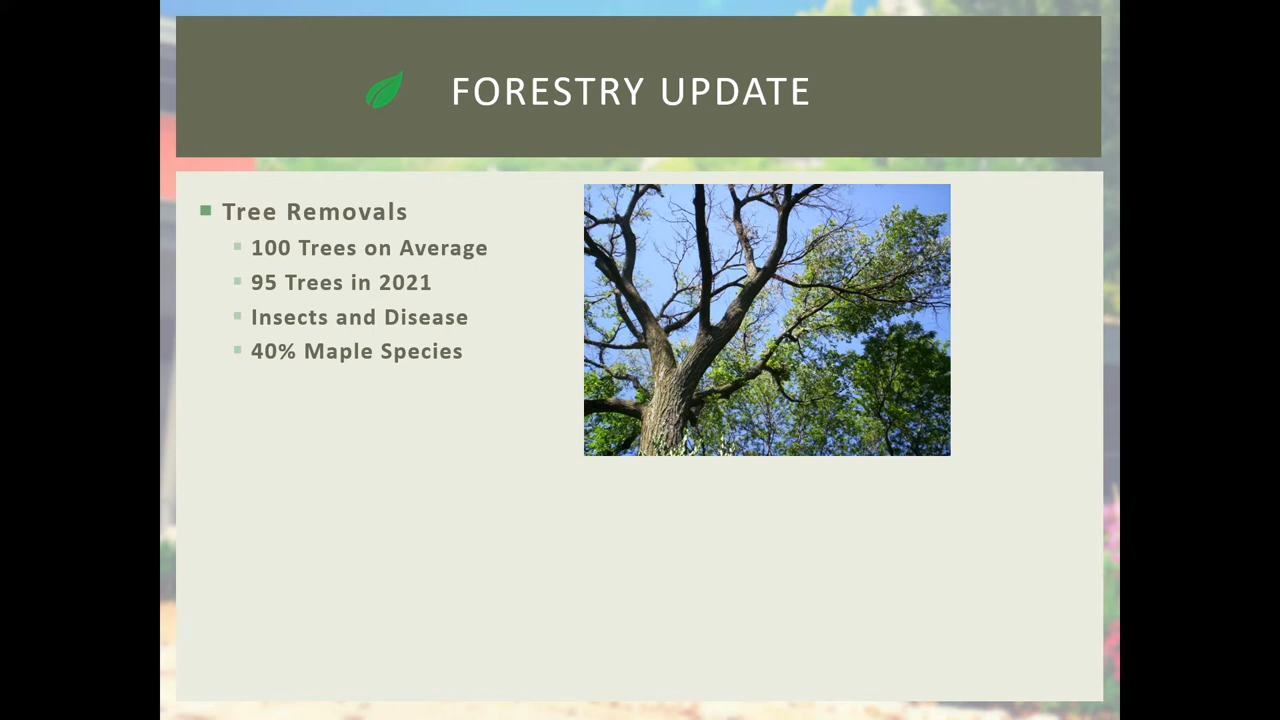 FORESTRY UPDATE
Tree Removals
100 Trees on Average
95 Trees in 2021
Insects and Disease
40% Maple Species